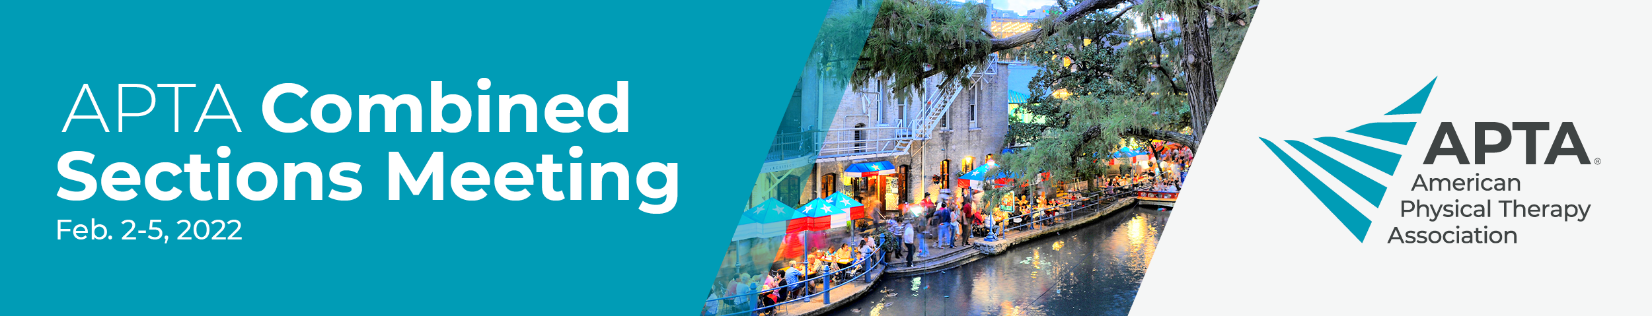 APTA Combined
Sections Meeting
Feb. 2-5, 2022
APTA®
American
Physical Therapy
Association